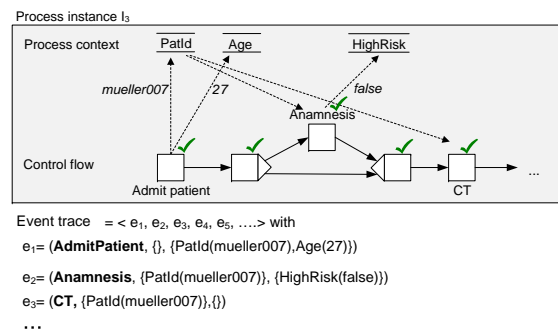 Process instance I3
Process context
PatId
Age
HighRisk
mueller007
27
false
Anamnesis
Control flow
Admit patient
CT
...
Event trace = < e1, e2, e3, e4, e5, ….> with
e1= (AdmitPatient, {}, {PatId(mueller007),Age(27)})
e2= (Anamnesis, {PatId(mueller007)}, {HighRisk(false)})
e3= (CT, {PatId(mueller007)},{})
…